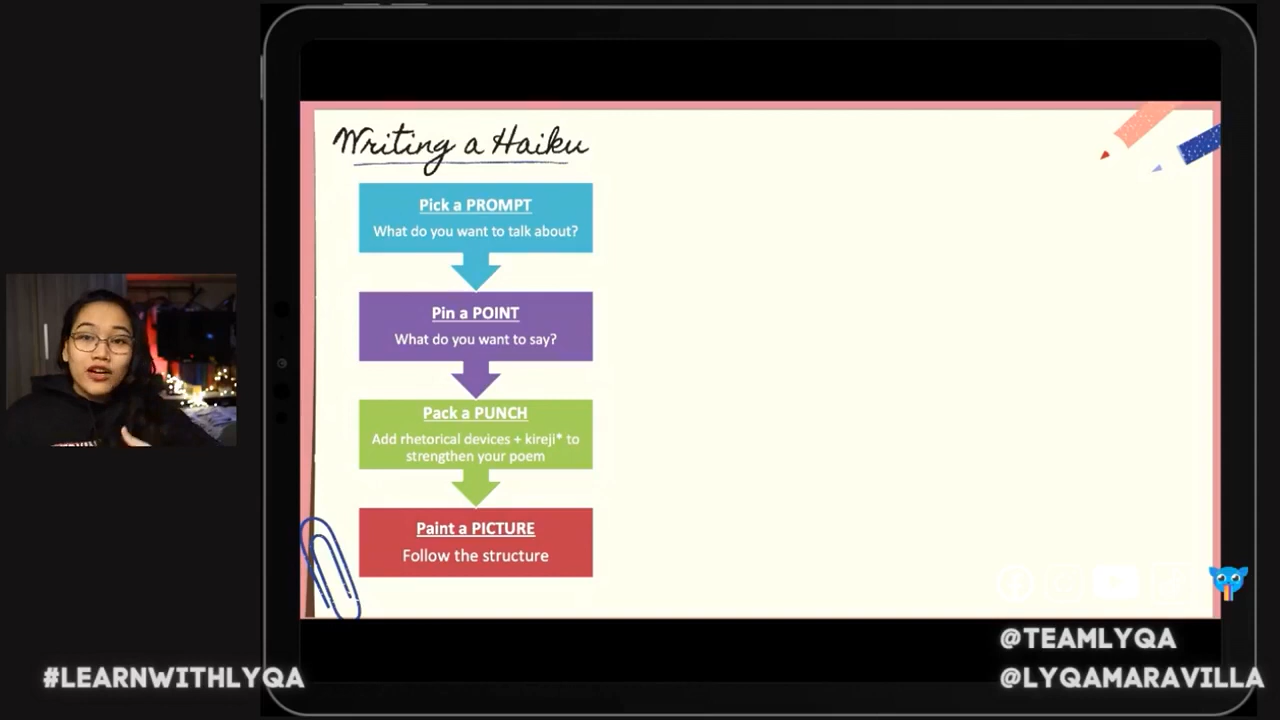 Writing a Haiku
Pick a PROMPT
What do you want to talk about?
Pin a POINT
What do you want to say?
Pack a PUNCH
Add rhetorical devices + kireji* to
strengthen your poem
Paint a PICTURE
Follow the structure
@TEAMLYQA
#LEARNWITHLYQA
@LYQAMARAVILLA